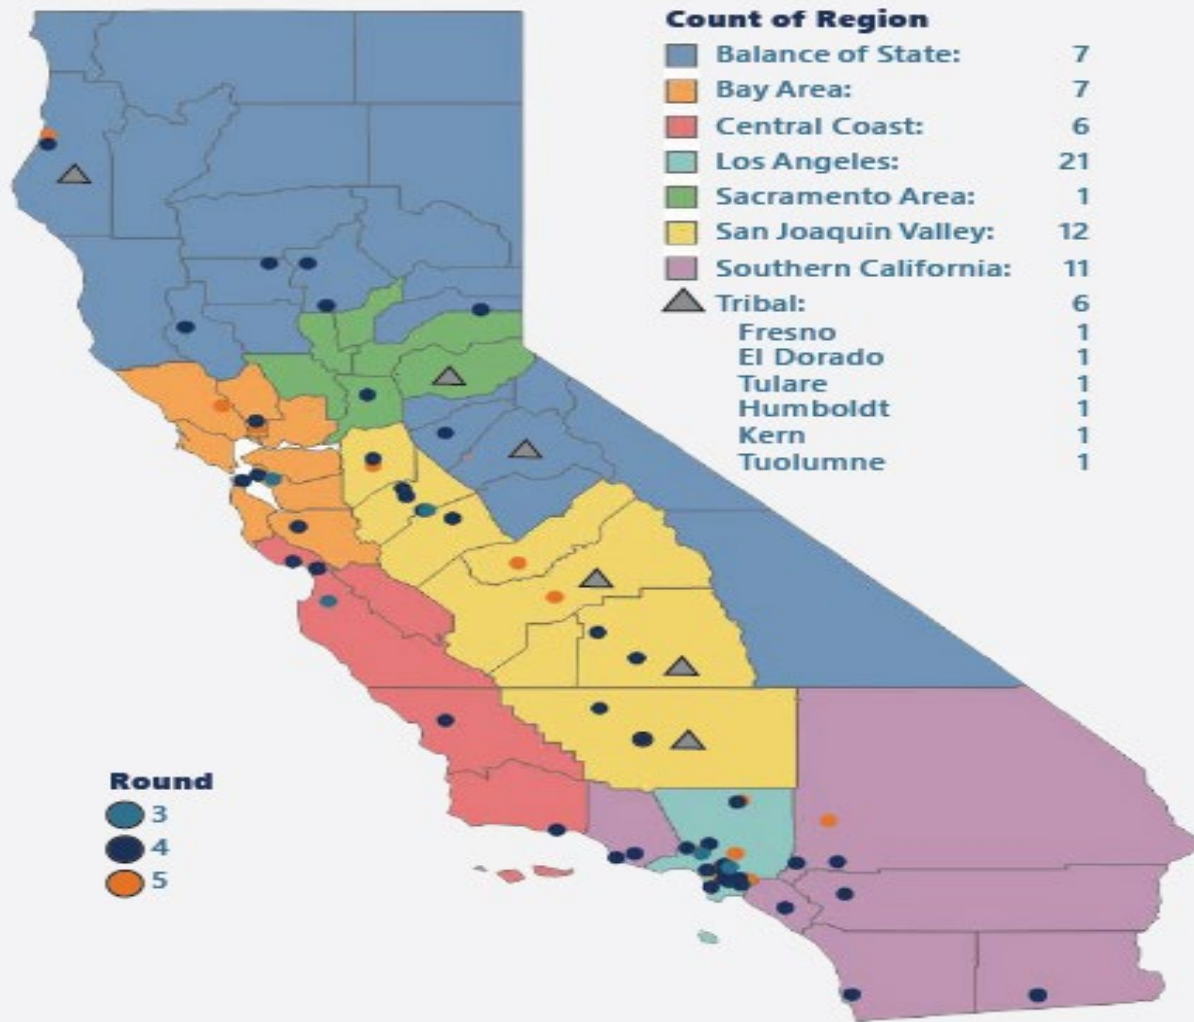 Count of Region
Balance of State: 7
Bay Area: 7
Central Coast: 6
Los Angeles: 21
Sacramento Area: 1
San Joaquin Valley: 12
Southern California: 11
Tribal: 6
Fresno 1
El Dorado 1
Tulare 1
Humboldt 1
Kern 1
Tuolumne 1
Round
3
4
5